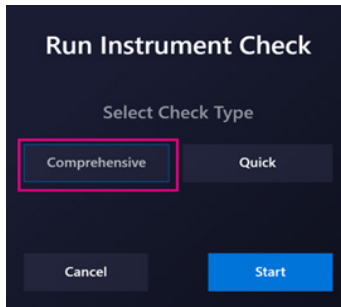 Run Instrument Check
Select Check Type
Comprehensive Quick
Cancel Start